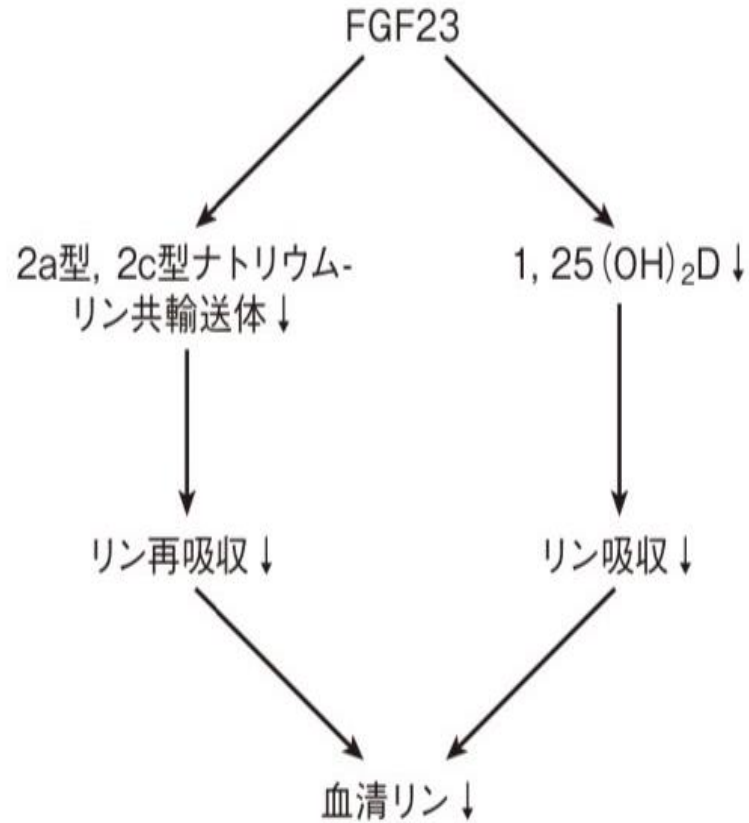 FGF23
2a型, 2c型ナトリウム-
リン共輸送体↓
1, 25(OH)₂D↓
リン再吸収↓
リン吸収↓
血清リン↓